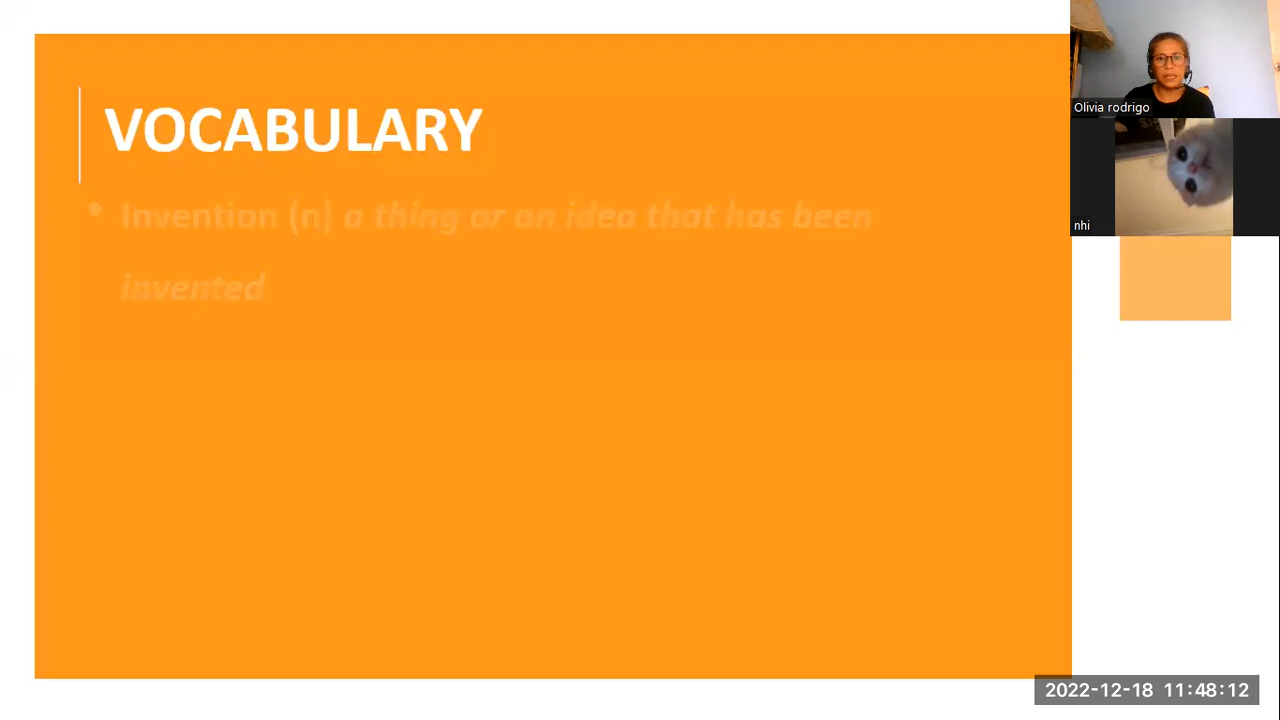 VOCABULARY
• Invention (n) a thing or an idea that has been
invented
Olivia rodrigo
nhi
2022-12-18 11:48:12